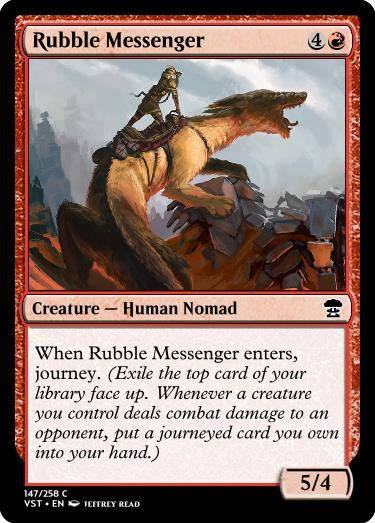 Rubble Messenger 4
Creature — Human Nomad
When Rubble Messenger enters,
journey. (Exile the top card of your
library face up. Whenever a creature
you control deals combat damage to an
opponent, put a journeyed card you own
into your hand.)
5/4
147/258 C
VST • EN JEFFREY READ